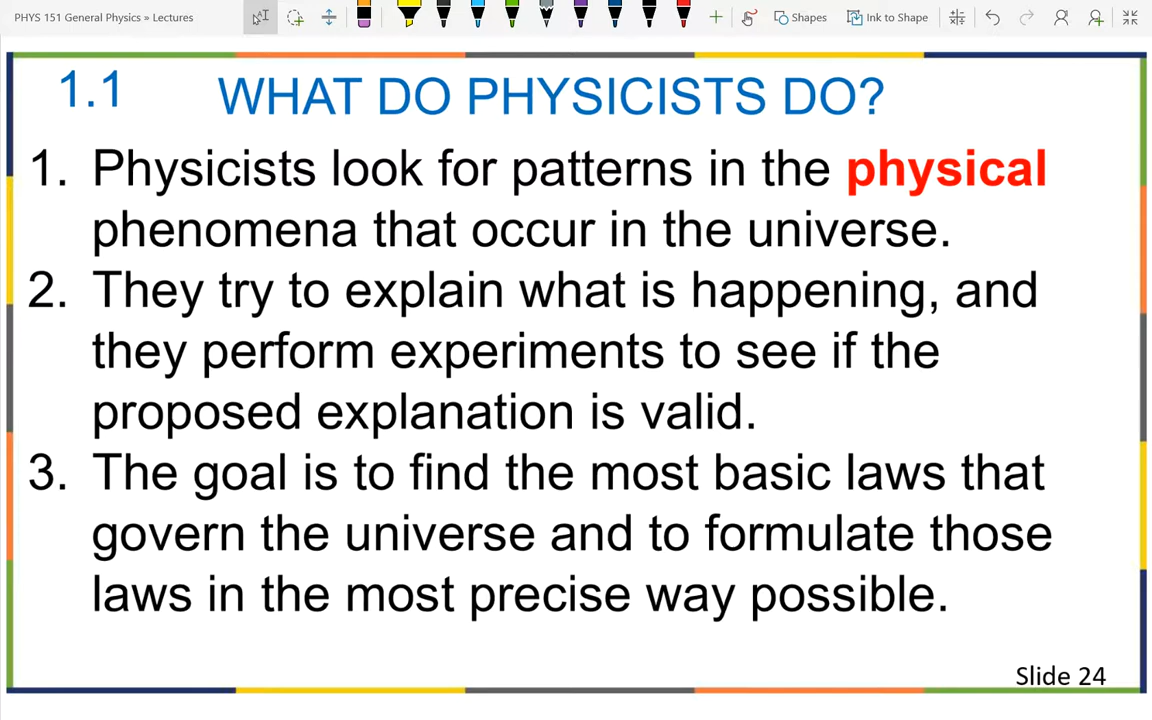 PHYS 151 General Physics » Lectures
Shapes
Ink to Shape
1.1 WHAT DO PHYSICISTS DO?
1. Physicists look for patterns in the physical
phenomena that occur in the universe.
2. They try to explain what is happening, and
they perform experiments to see if the
proposed explanation is valid.
3. The goal is to find the most basic laws that
govern the universe and to formulate those
laws in the most precise way possible.
Slide 24